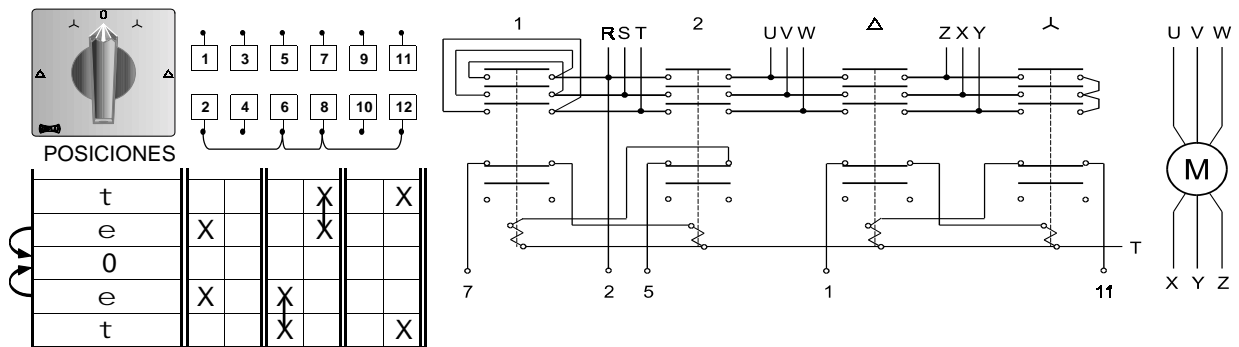 0
1 3 5 7 9 11
2 4 6 8 10 12
POSICIONES
t X X
e X X
0
e X X
t X X
1 R S T 2 U V W Z X Y
7 2 5 1 11
T
U V W
M
X Y Z